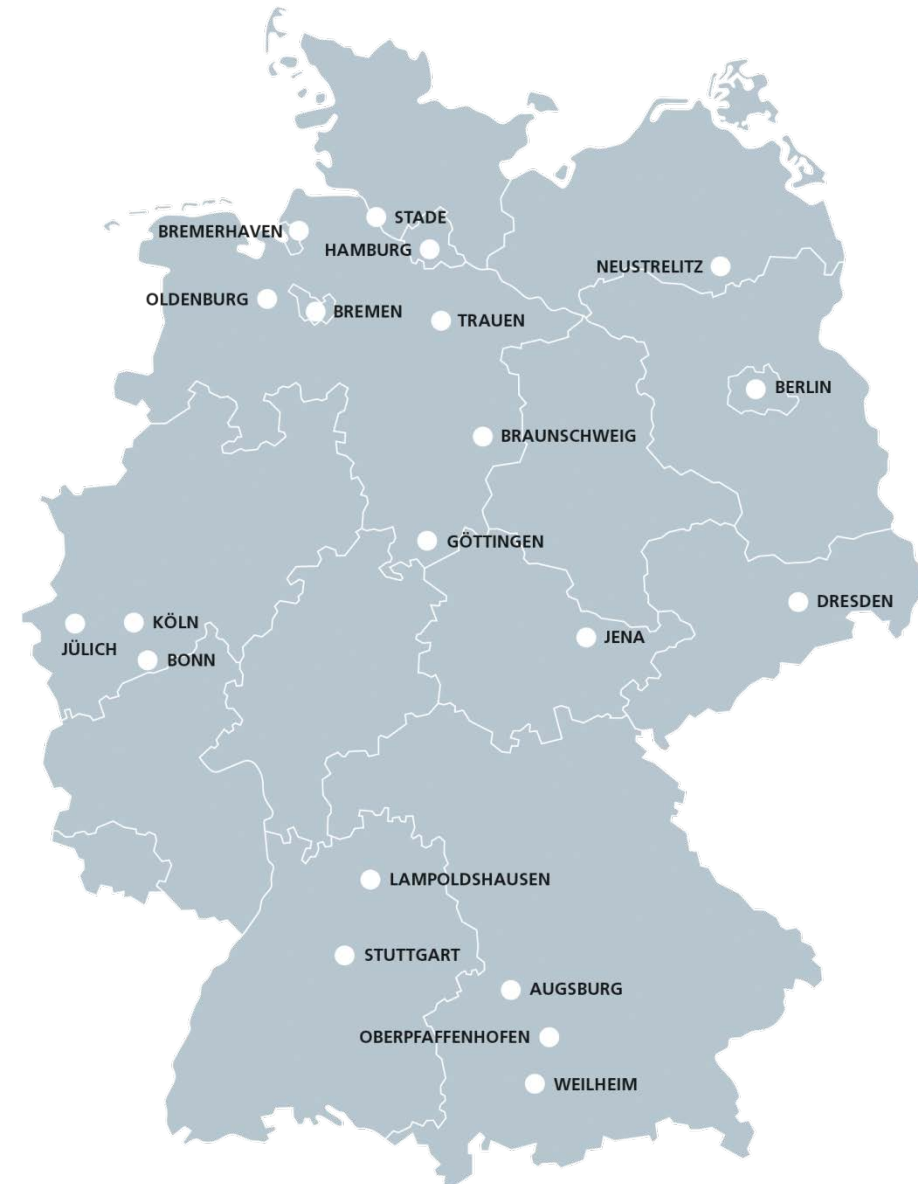 STADE
BREMERHAVEN
HAMBURG
NEUSTRELITZ
OLDENBURG
BREMEN
TRAUEN
BERLIN
BRAUNSCHWEIG
GÖTTINGEN
DRESDEN
KÖLN
JENA
JÜLICH
BONN
LAMPOLDSHAUSEN
STUTTGART
AUGSBURG
OBERPFAFFENHOFEN
WEILHEIM